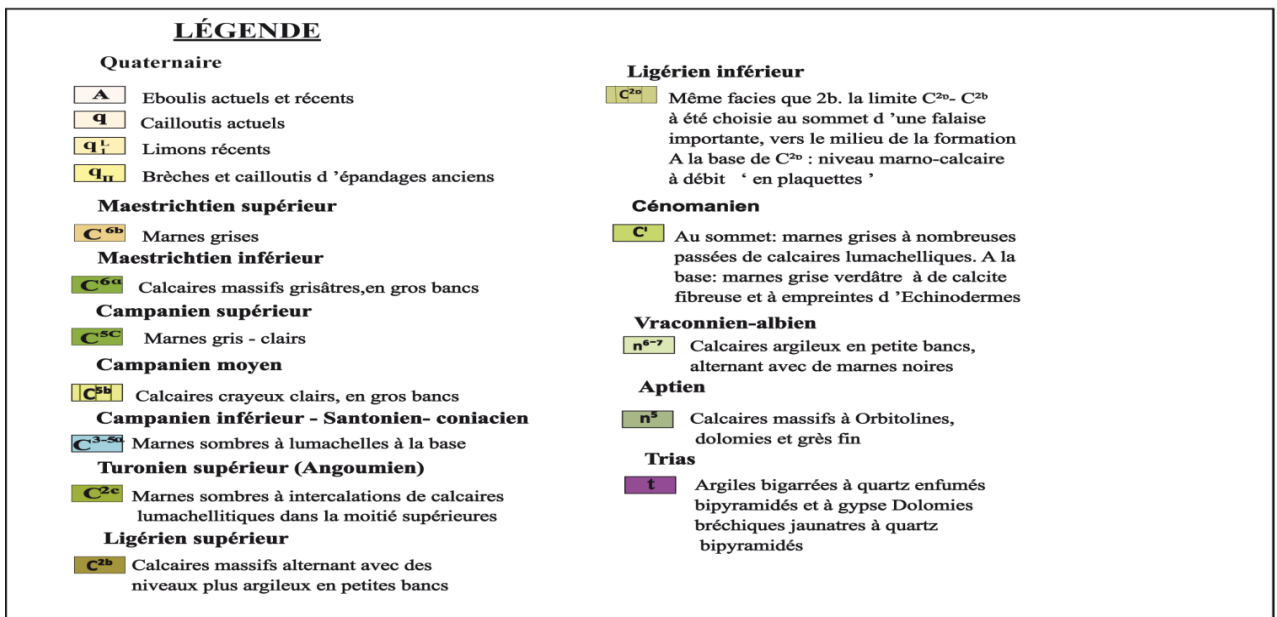 LÉGENDE
Quaternaire
A Eboulis actuels et récents
q Cailloutis actuels
q₁ᴸ Limons récents
qII Brèches et cailloutis d ’épandages anciens
Maestrichtien supérieur
C⁶ᵇ Marnes grises
Maestrichtien inférieur
C⁶ᵃ Calcaires massifs grisâtres,en gros bancs
Campanien supérieur
C⁵ᶜ Marnes gris - clairs
Campanien moyen
C⁵ᵇ Calcaires crayeux clairs, en gros bancs
Campanien inférieur - Santonien- coniacien
C³⁻⁵ᵃ Marnes sombres à lumachelles à la base
Turonien supérieur (Angoumien)
C²ᶜ Marnes sombres à intercalations de calcaires
lumachellitiques dans la moitié supérieures
Ligérien supérieur
C²ᵇ Calcaires massifs alternant avec des
niveaux plus argileux en petites bancs
Ligérien inférieur
C²ᴰ Même facies que 2b. la limite C²ᴰ- C²ᵇ
à été choisie au sommet d ’une falaise
importante, vers le milieu de la formation
A la base de C²ᴰ : niveau marno-calcaire
à débit ‘ en plaquettes ’
Cénomanien
C¹ Au sommet: marnes grises à nombreuses
passées de calcaires lumachelliques. A la
base: marnes grise verdâtre à de calcite
fibreuse et à empreintes d ’Echinodermes
Vraconnien-albien
n⁶⁻⁷ Calcaires argileux en petite bancs,
alternant avec de marnes noires
Aptien
n⁵ Calcaires massifs à Orbitolines,
dolomies et grès fin
Trias
t Argiles bigarrées à quartz enfumés
bipyramidés et à gypse Dolomies
bréchiques jaunatres à quartz
bipyramidés